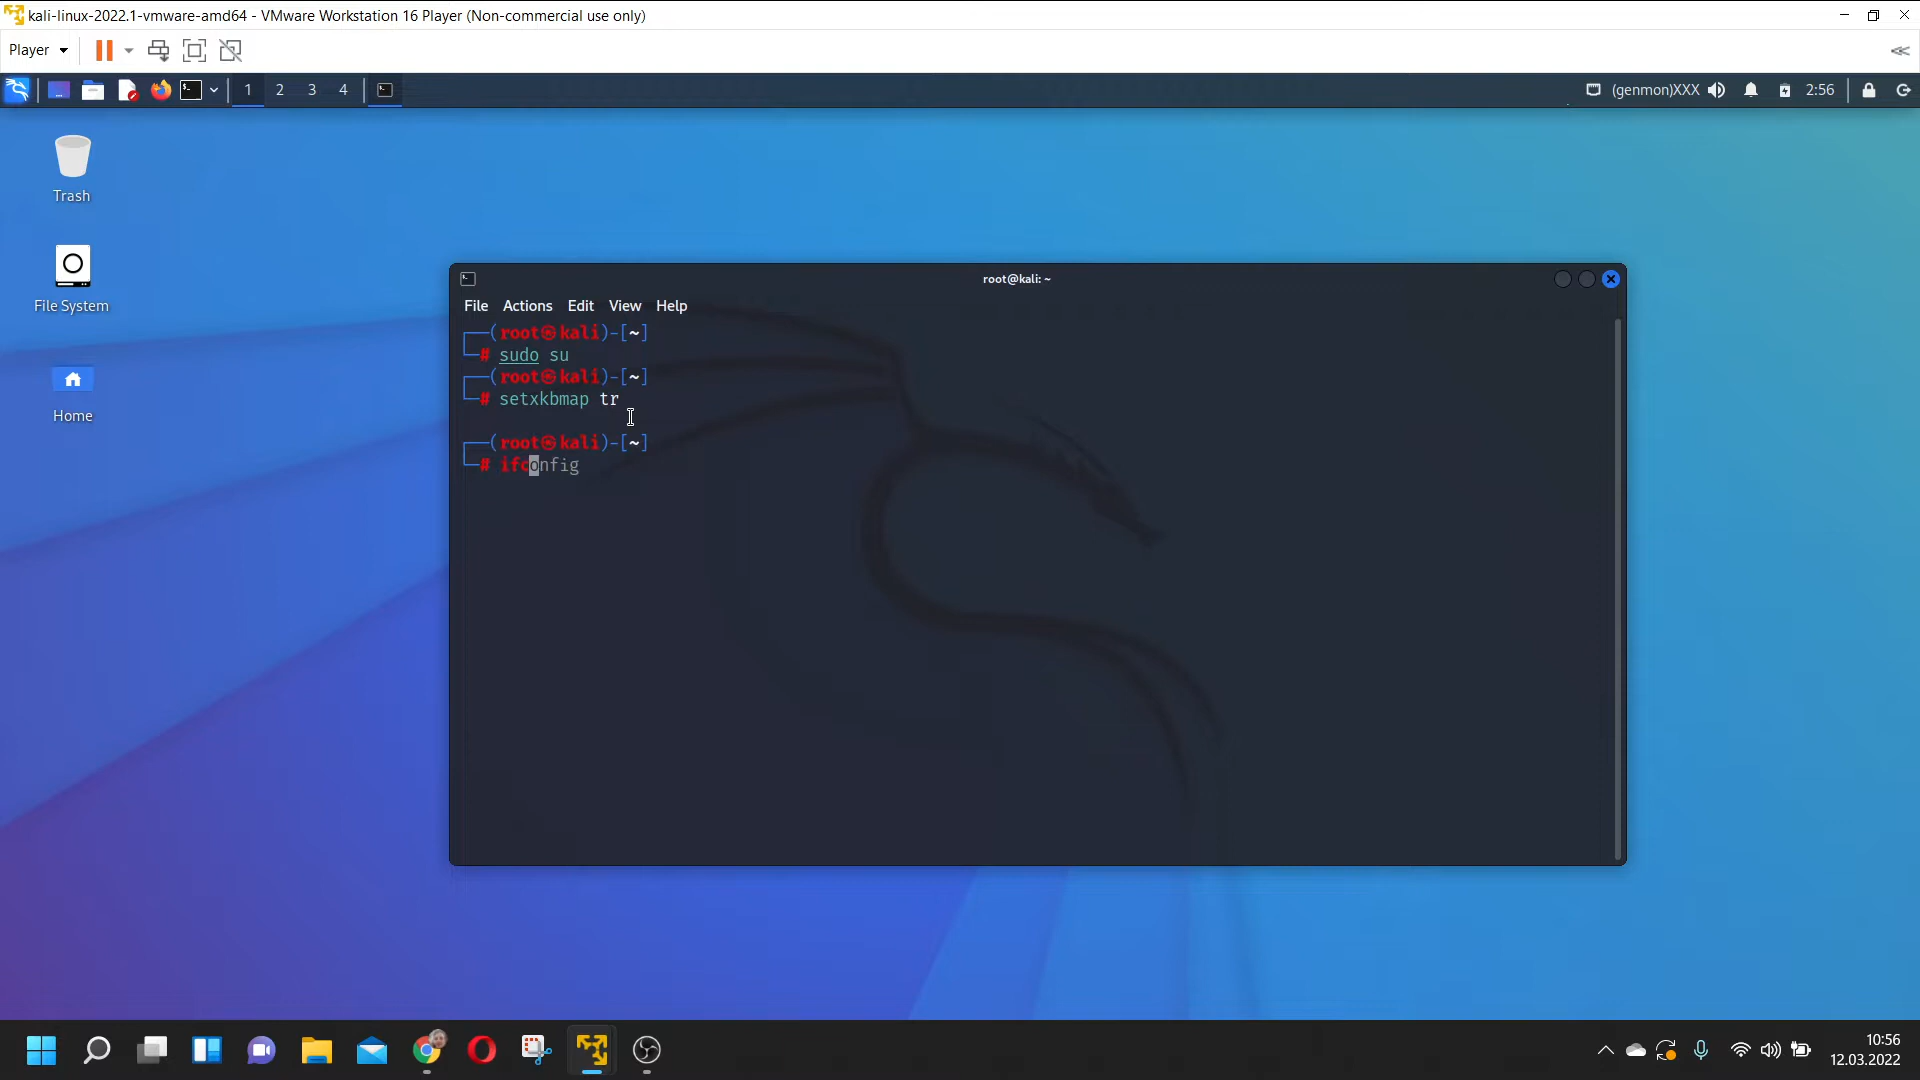 kali-linux-2022.1-vmware-amd64 - VMware Workstation 16 Player (Non-commercial use only)
Player
1 2 3 4 (genmon)XXX 2:56
Trash
File System
Home
root@kali: ~
File Actions Edit View Help
┌──(root㉿kali)-[~]
└─# sudo su
┌──(root㉿kali)-[~]
└─# setxkbmap tr
┌──(root㉿kali)-[~]
└─# ifconfig
10:56
12.03.2022